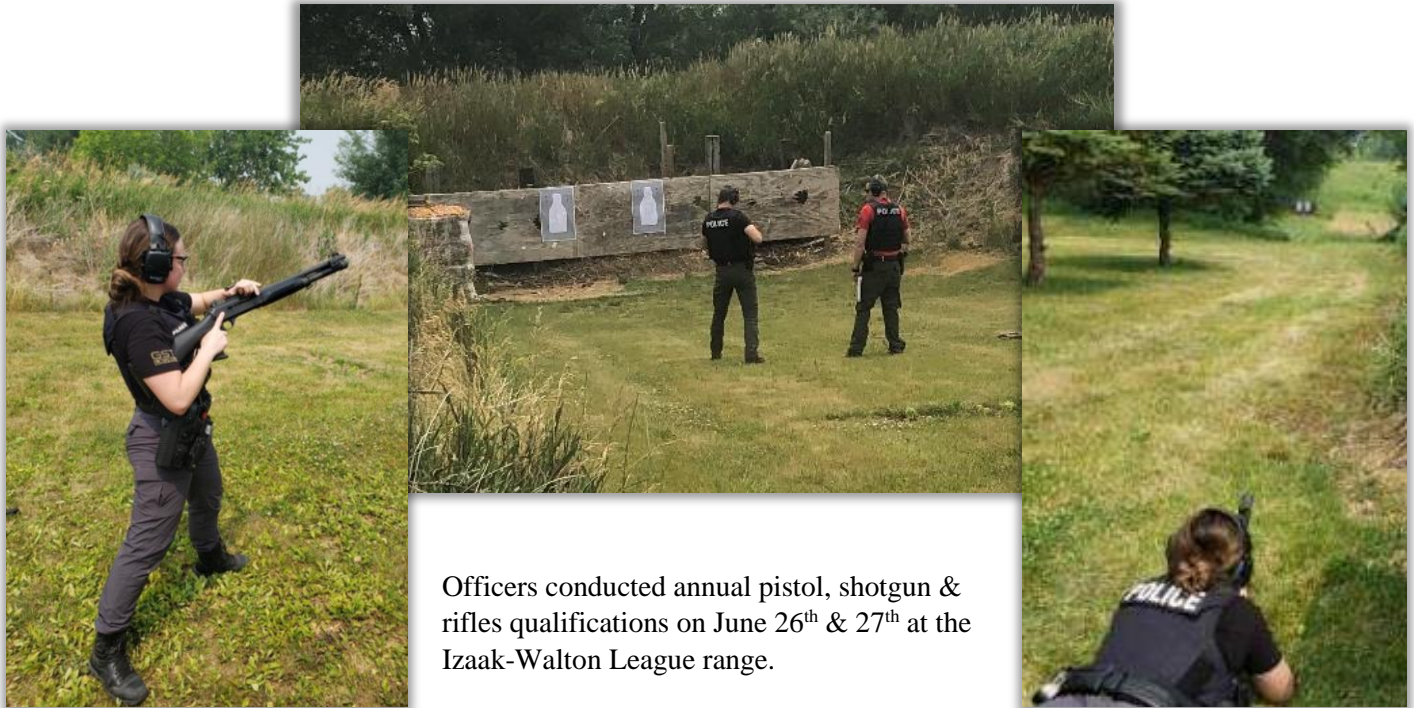 POLICE
POLICE
Officers conducted annual pistol, shotgun &
rifles qualifications on June 26th & 27th at the
Izaak-Walton League range.
POLICE